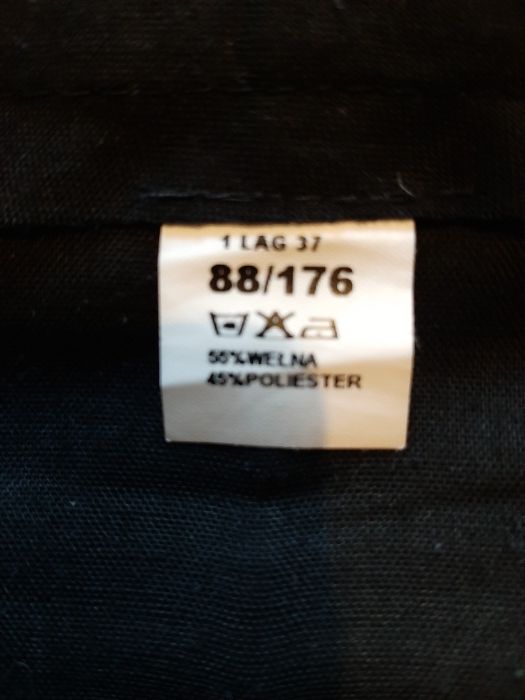 1 LAG 37
88/176
55%WEŁNA
45%POLIESTER